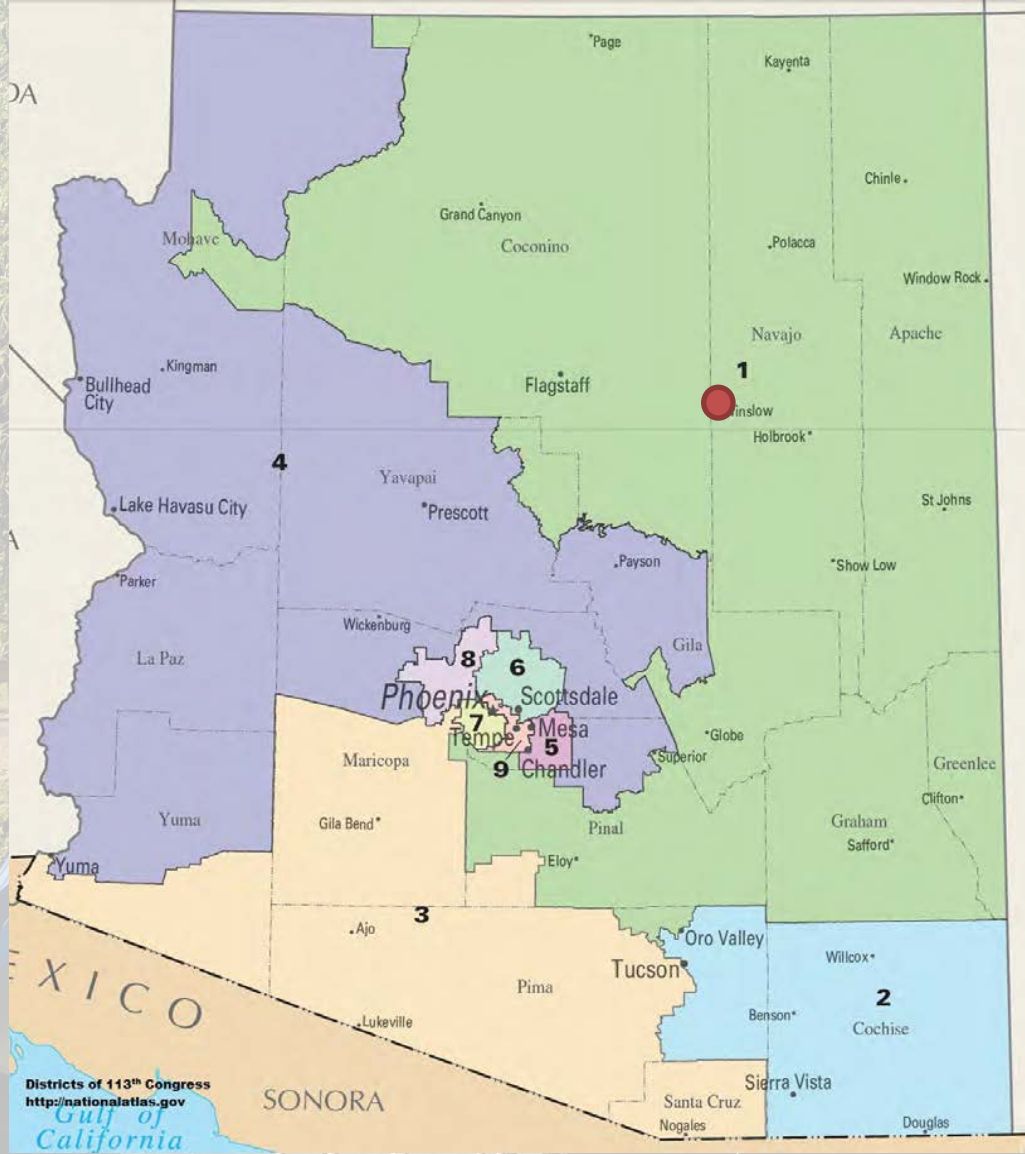 Page
Kayenta
DA
Chinle
Grand Canyon
Mohave
Coconino
Polacca
Window Rock
Navajo
Apache
1
Kingman
Flagstaff
Bullhead
City
inslow
Holbrook
4
Yavapai
Lake Havasu City
Prescott
St Johns
A
Payson
Show Low
Parker
Wickenburg
Gila
La Paz
8
6
Phoenix
Scottsdale
7
Mesa
Tempe
5
Globe
Superior
Maricopa
9
Chandler
Greenlee
Clifton
Yuma
Gila Bend
Pinal
Graham
Safford
Yuma
Eloy
3
Ajo
Oro Valley
Willcox
Tucson
EXICO
Pima
2
Benson
Cochise
Lukeville
Districts of 113th Congress
http://nationalatlas.gov
Sierra Vista
SONORA
Santa Cruz
Gulf of
California
Nogales
Douglas